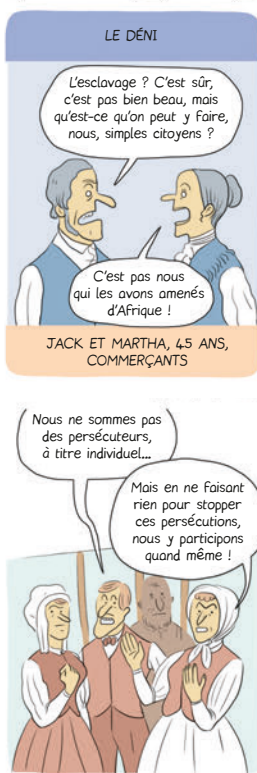 LE DÉNI
L'esclavage ? C'est sûr,
c'est pas bien beau, mais
qu'est-ce qu'on peut y faire,
nous, simples citoyens ?
C'est pas nous
qui les avons amenés
d'Afrique !
JACK ET MARTHA, 45 ANS,
COMMERÇANTS
Nous ne sommes pas
des persécuteurs,
à titre individuel...
Mais en ne faisant
rien pour stopper
ces persécutions,
nous y participons
quand même !